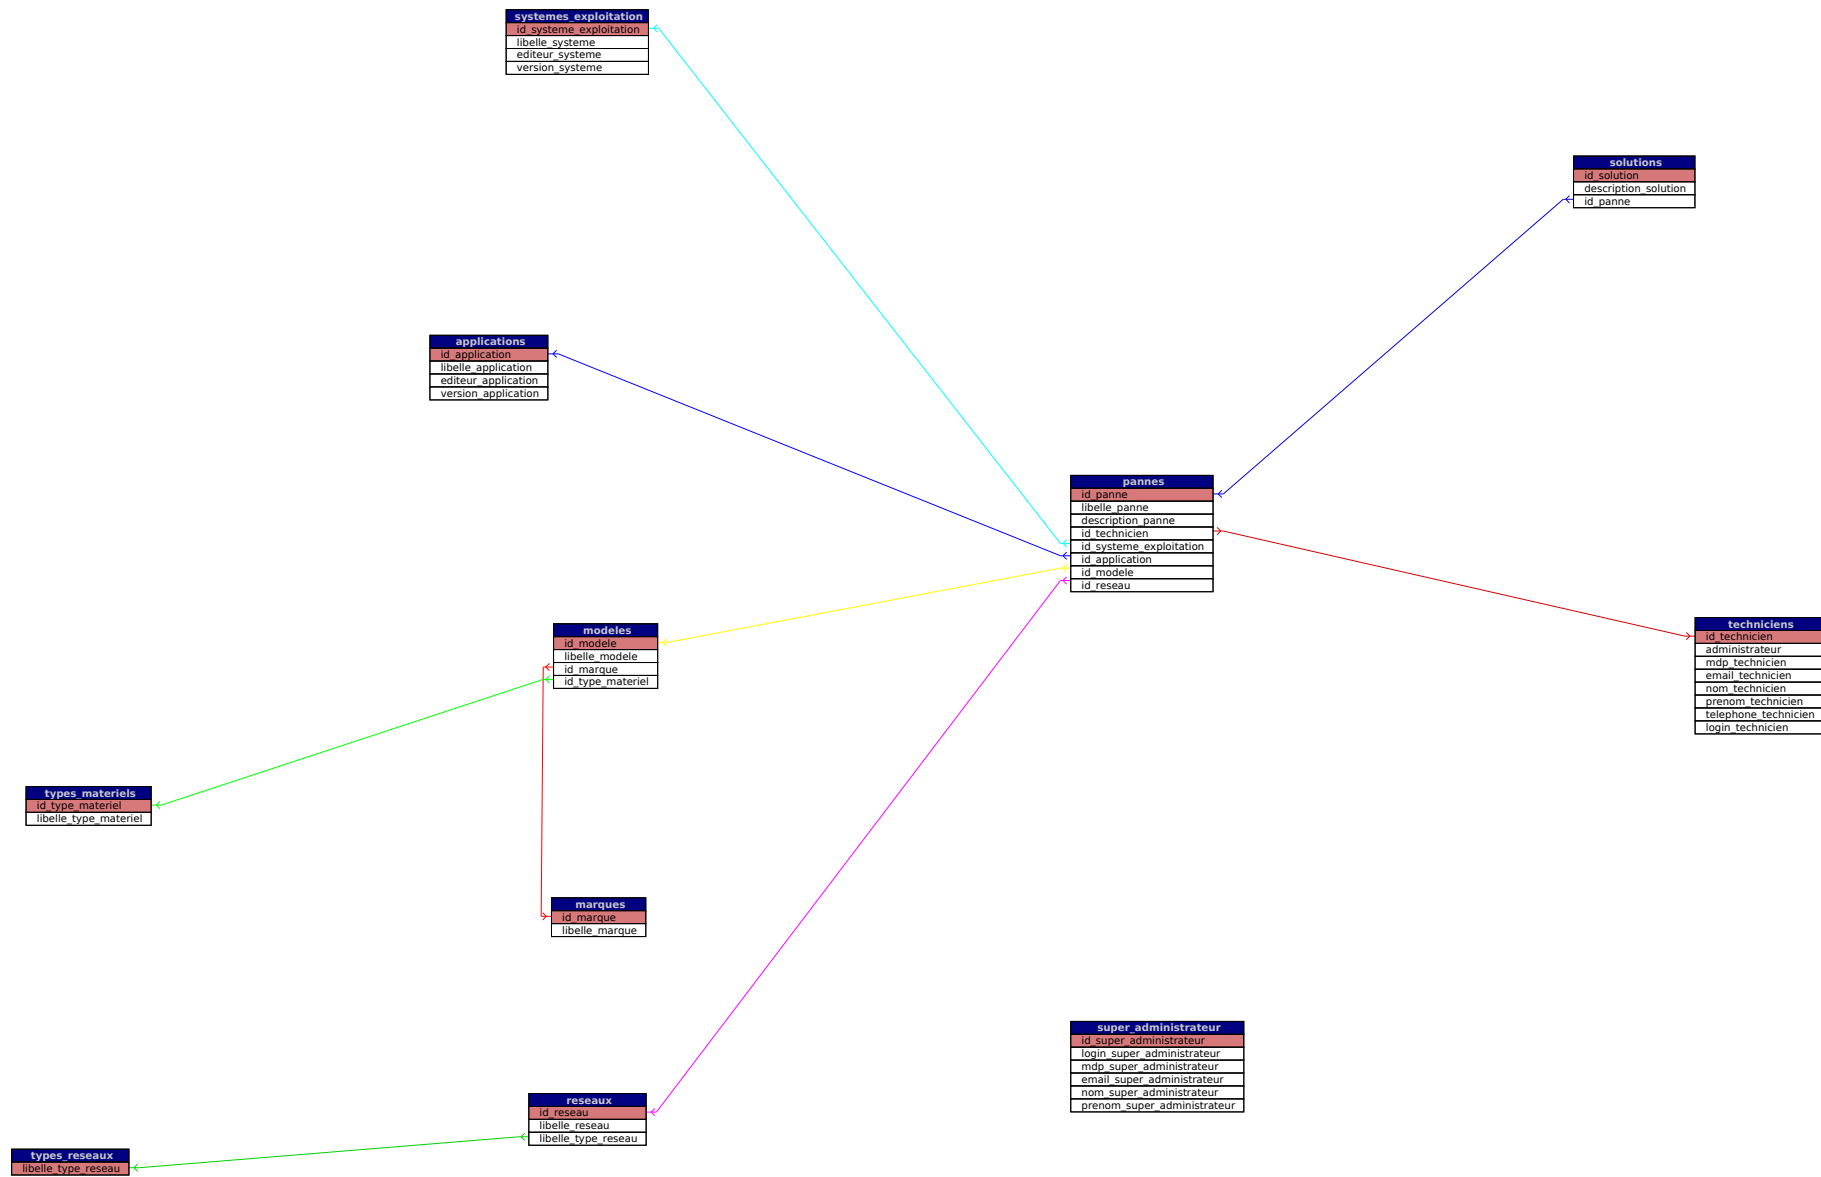 systemes_exploitation
id_systeme_exploitation
libelle_systeme
editeur_systeme
version_systeme
solutions
id_solution
description_solution
id_panne
applications
id_application
libelle_application
editeur_application
version_application
pannes
id_panne
libelle_panne
description_panne
id_technicien
id_systeme_exploitation
id_application
id_modele
id_reseau
modeles
id_modele
libelle_modele
id_marque
id_type_materiel
techniciens
id_technicien
administrateur
mdp_technicien
email_technicien
nom_technicien
prenom_technicien
telephone_technicien
login_technicien
types_materiels
id_type_materiel
libelle_type_materiel
marques
id_marque
libelle_marque
super_administrateur
id_super_administrateur
login_super_administrateur
mdp_super_administrateur
email_super_administrateur
nom_super_administrateur
prenom_super_administrateur
reseaux
id_reseau
libelle_reseau
libelle_type_reseau
types_reseaux
libelle_type_reseau